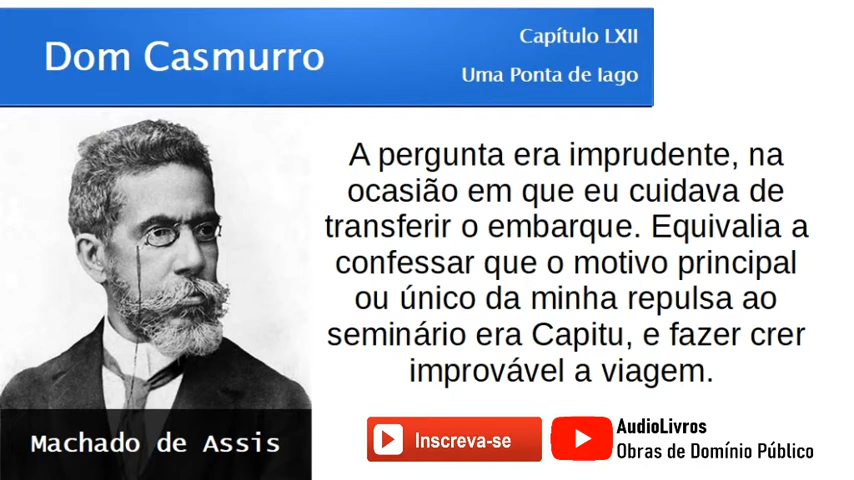 Dom Casmurro
Capítulo LXII
Uma Ponta de Iago
A pergunta era imprudente, na
ocasião em que eu cuidava de
transferir o embarque. Equivalia a
confessar que o motivo principal
ou único da minha repulsa ao
seminário era Capitu, e fazer crer
improvável a viagem.
Machado de Assis
Inscreva-se
AudioLivros
Obras de Domínio Público